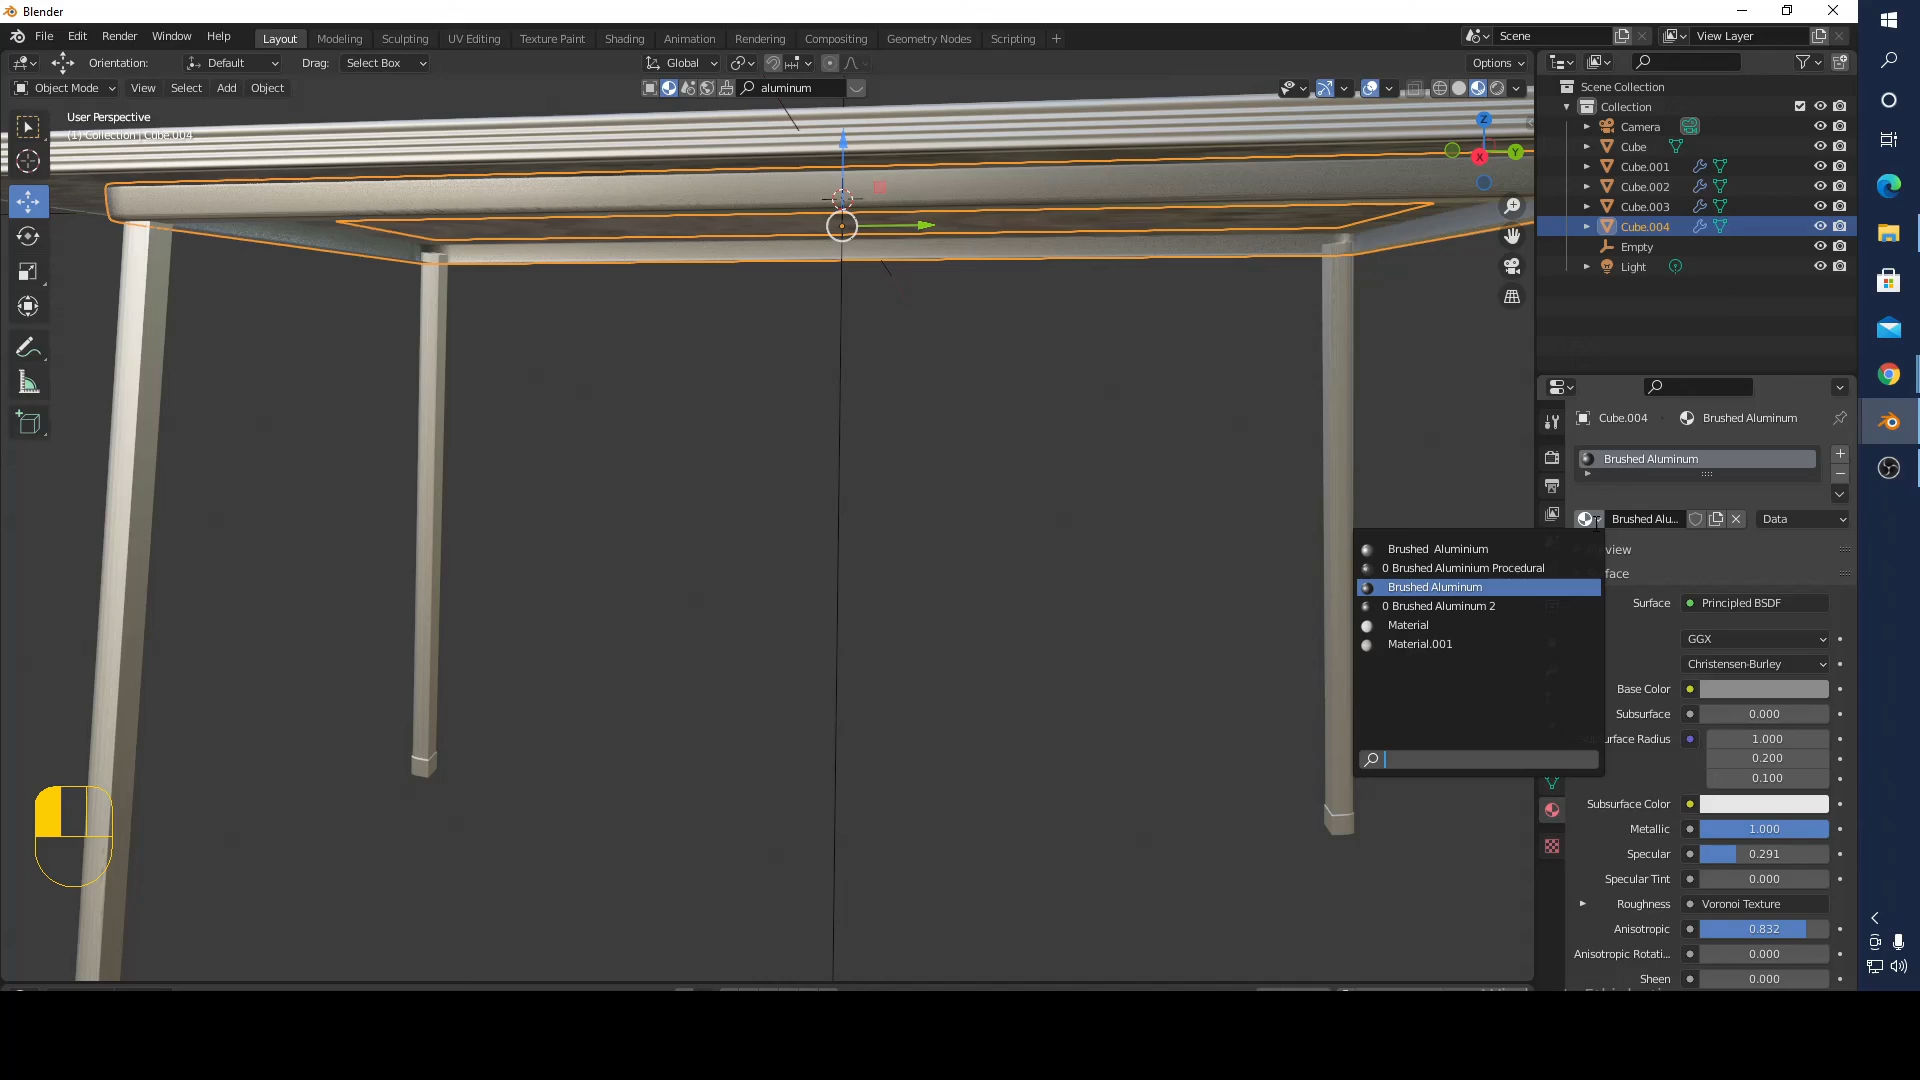 Blender
File Edit Render Window Help
Layout Modeling Sculpting UV Editing Texture Paint Shading Animation Rendering Compositing Geometry Nodes Scripting +
Scene
View Layer
Orientation: Default Drag: Select Box
Global
Options
Object Mode View Select Add Object
aluminum
User Perspective
(1) Collection | Cube.004
Z
Y
X
Scene Collection
Collection
Camera
Cube
Cube.001
Cube.002
Cube.003
Cube.004
Empty
Light
Cube.004 Brushed Aluminum
Brushed Aluminum
Brushed Alu... Data
Brushed Aluminium
0 Brushed Aluminium Procedural
Brushed Aluminum
0 Brushed Aluminum 2
Material
Material.001
Surface Principled BSDF
GGX
Christensen-Burley
Base Color
Subsurface 0.000
urface Radius 1.000
0.200
0.100
Subsurface Color
Metallic 1.000
Specular 0.291
Specular Tint 0.000
Roughness Voronoi Texture
Anisotropic 0.832
Anisotropic Rotati... 0.000
Sheen 0.000